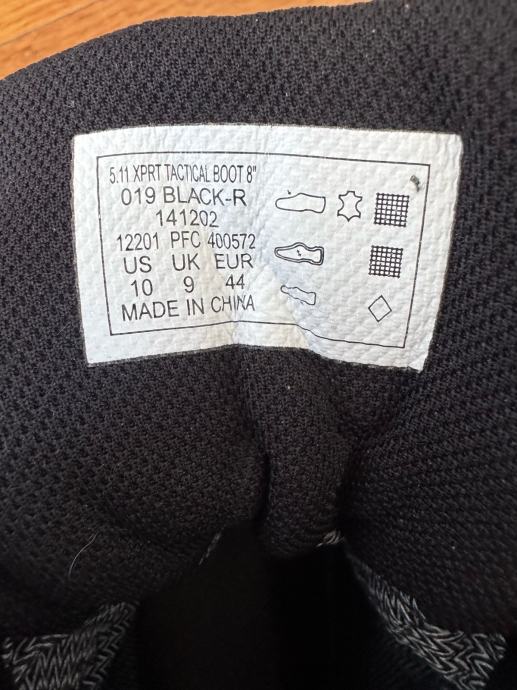 5.11 XPRT TACTICAL BOOT 8"
019 BLACK-R
141202
12201 PFC 400572
US UK EUR
10 9 44
MADE IN CHINA